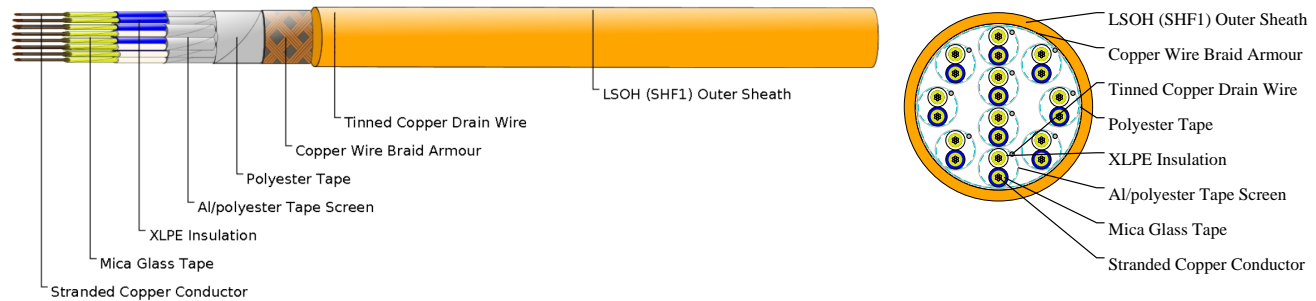 LSOH (SHF1) Outer Sheath
Tinned Copper Drain Wire
Copper Wire Braid Armour
Polyester Tape
Al/polyester Tape Screen
XLPE Insulation
Mica Glass Tape
Stranded Copper Conductor
LSOH (SHF1) Outer Sheath
Copper Wire Braid Armour
Tinned Copper Drain Wire
Polyester Tape
XLPE Insulation
Al/polyester Tape Screen
Mica Glass Tape
Stranded Copper Conductor